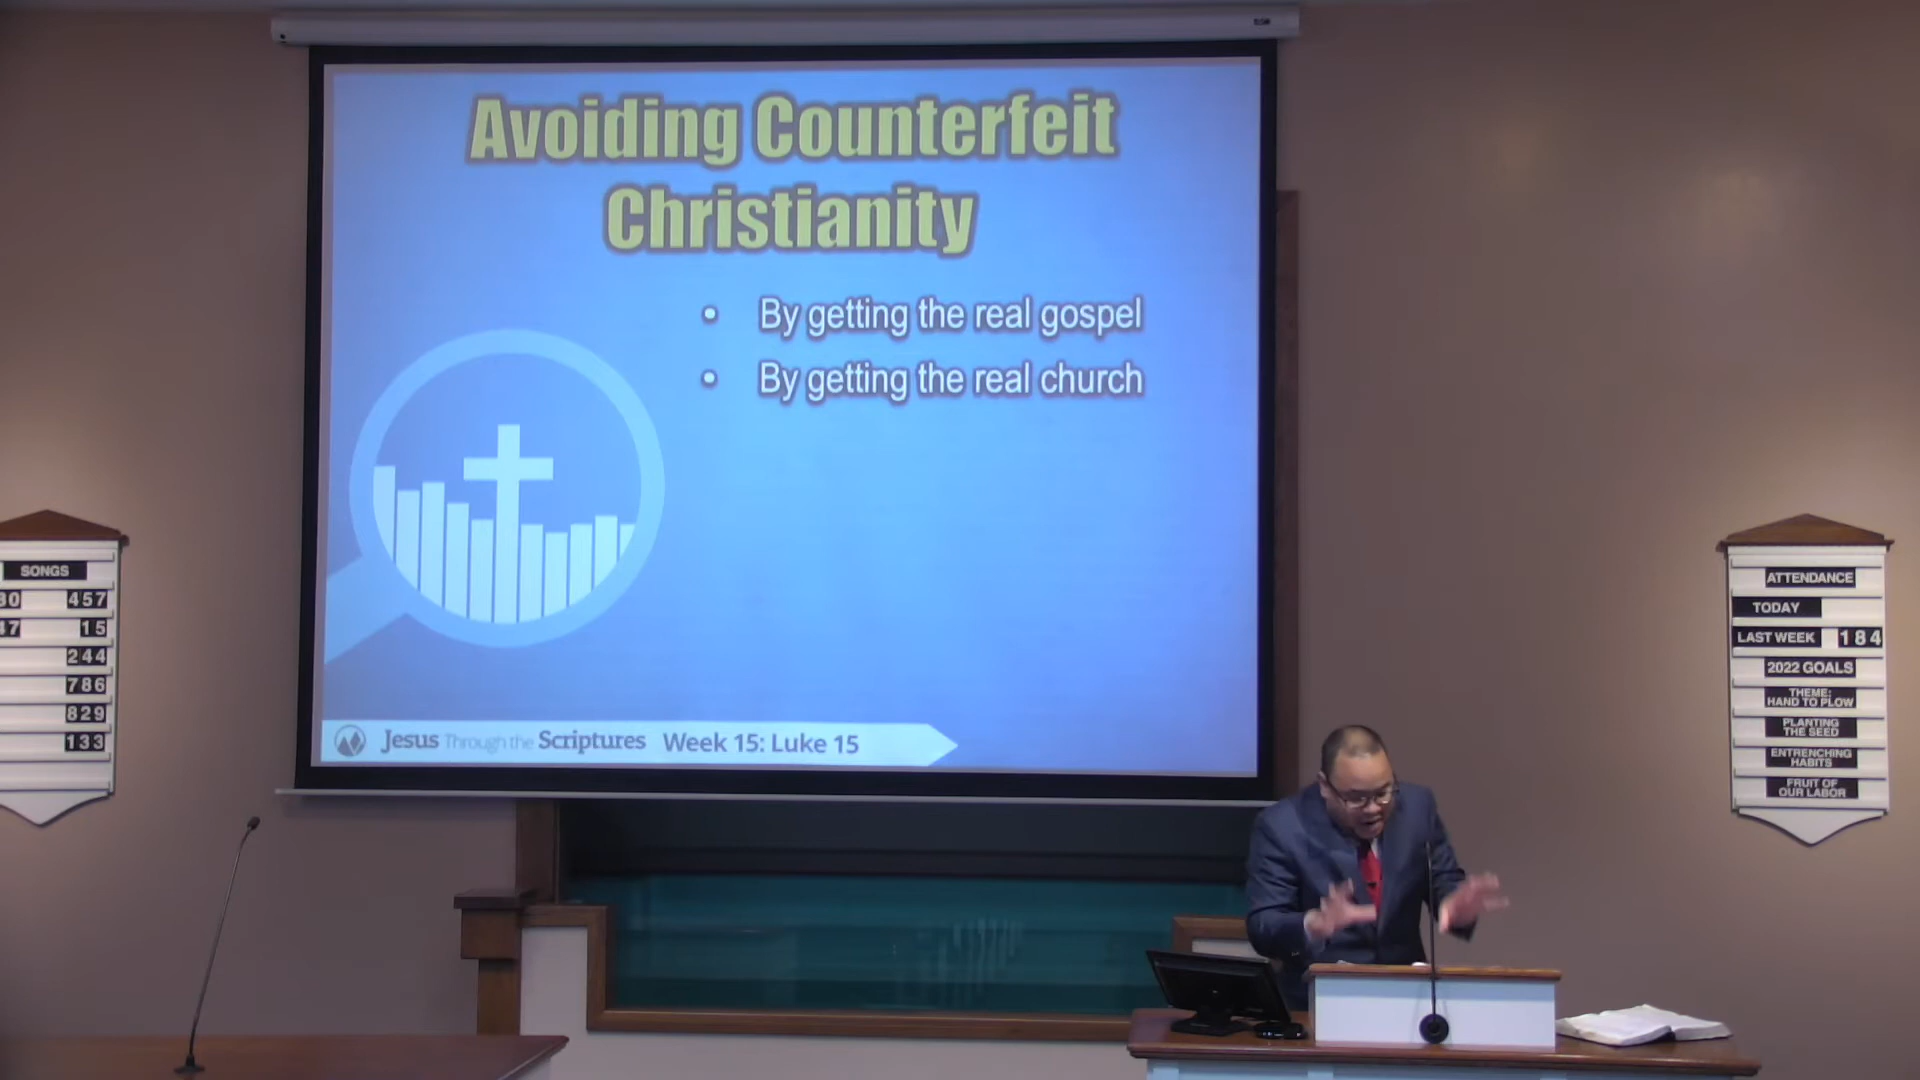 Avoiding Counterfeit
Christianity
• By getting the real gospel
• By getting the real church
Jesus Through the Scriptures Week 15: Luke 15
SONGS
30 457
47 15
244
786
829
133
ATTENDANCE
TODAY
LAST WEEK 184
2022 GOALS
THEME:
HAND TO PLOW
PLANTING
THE SEED
ENTRENCHING
HABITS
FRUIT OF
OUR LABOR